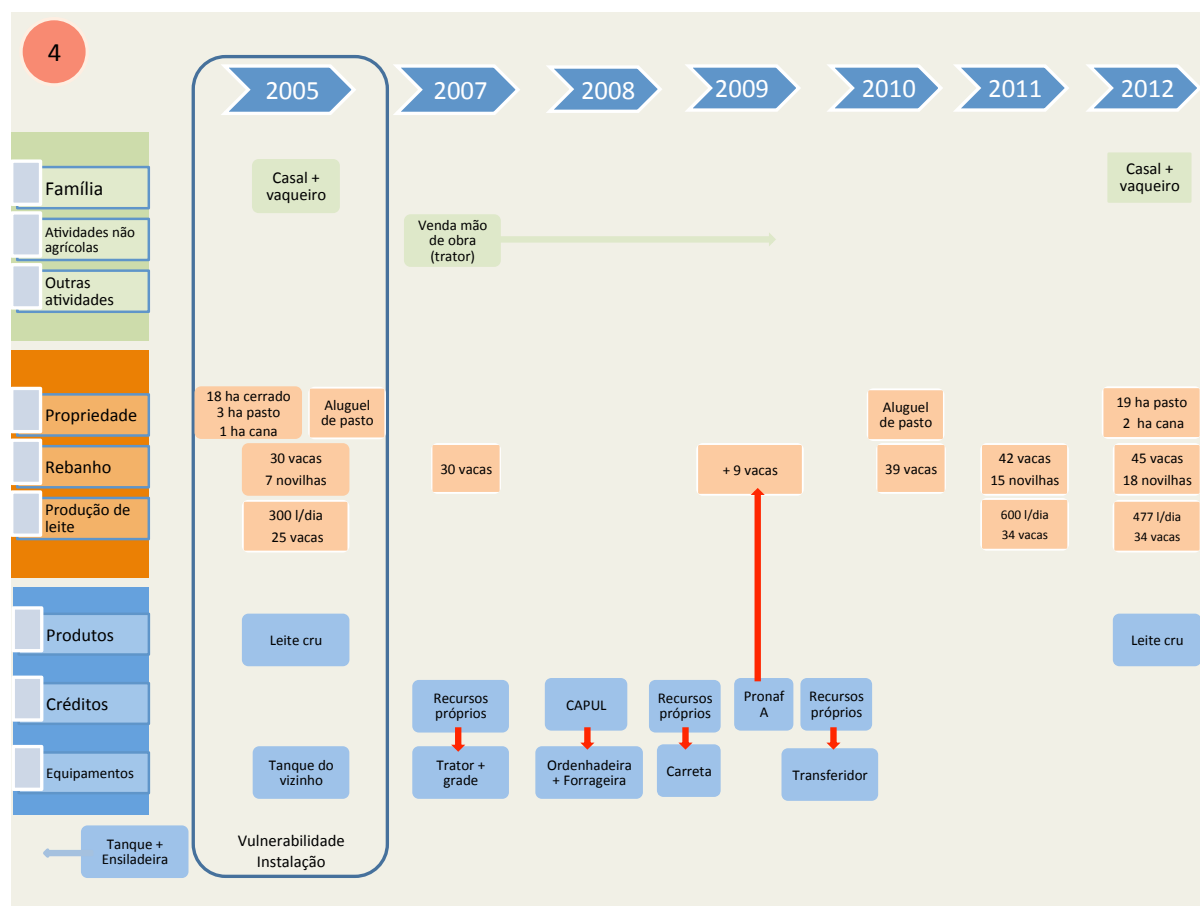 4
2005
2007
2008
2009
2010
2011
2012
Família
Casal +
vaqueiro
Casal +
vaqueiro
Atividades não
agrícolas
Venda mão
de obra
(trator)
Outras
atividades
Propriedade
18 ha cerrado
3 ha pasto
1 ha cana
Aluguel
de pasto
Aluguel
de pasto
19 ha pasto
2 ha cana
Rebanho
30 vacas
7 novilhas
30 vacas
+ 9 vacas
39 vacas
42 vacas
15 novilhas
45 vacas
18 novilhas
Produção de
leite
300 l/dia
25 vacas
600 l/dia
34 vacas
477 l/dia
34 vacas
Produtos
Leite cru
Leite cru
Créditos
Recursos
próprios
CAPUL
Recursos
próprios
Pronaf
A
Recursos
próprios
Equipamentos
Tanque do
vizinho
Trator +
grade
Ordenhadeira
+ Forrageira
Carreta
Transferidor
Tanque +
Ensiladeira
Vulnerabilidade
Instalação